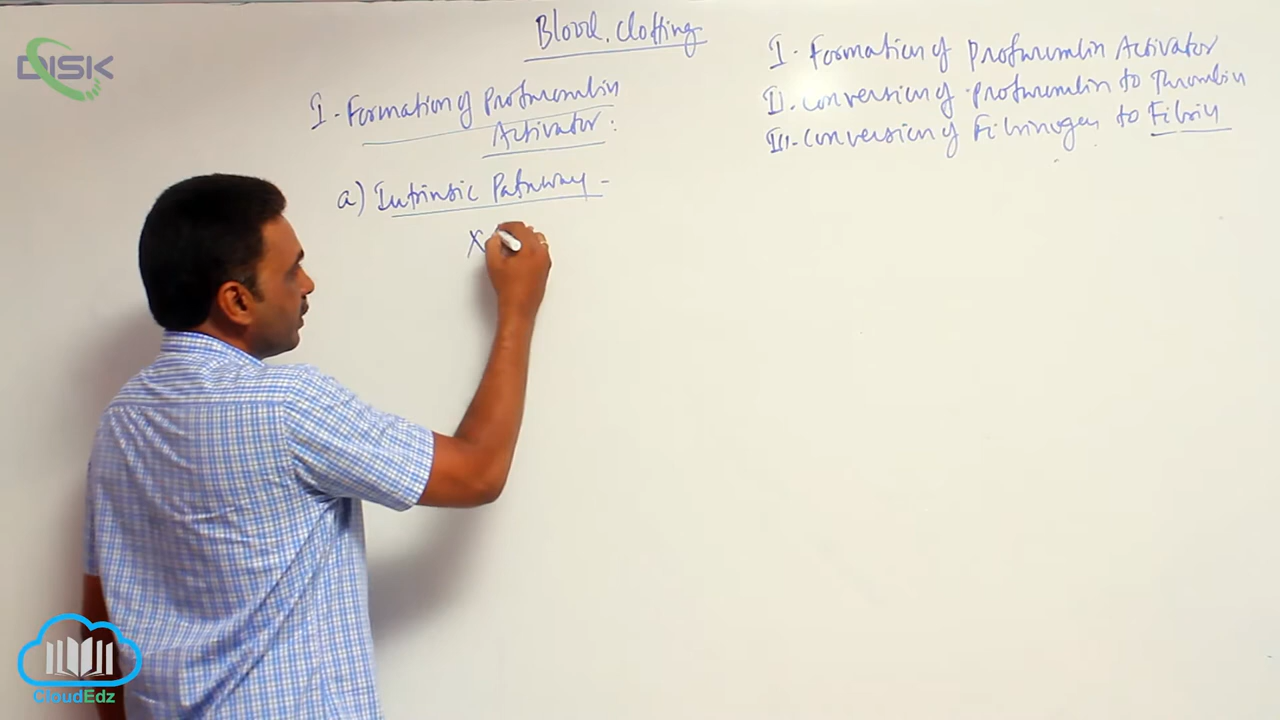 DISK
Blood Clotting
I. Formation of Prothrombin
Activator:
a) Intrinsic Pathway -
X
I. Formation of Prothrombin Activator
II. Conversion of Prothrombin to Thrombin
III. Conversion of Fibrinogen to Fibrin
CloudEdz